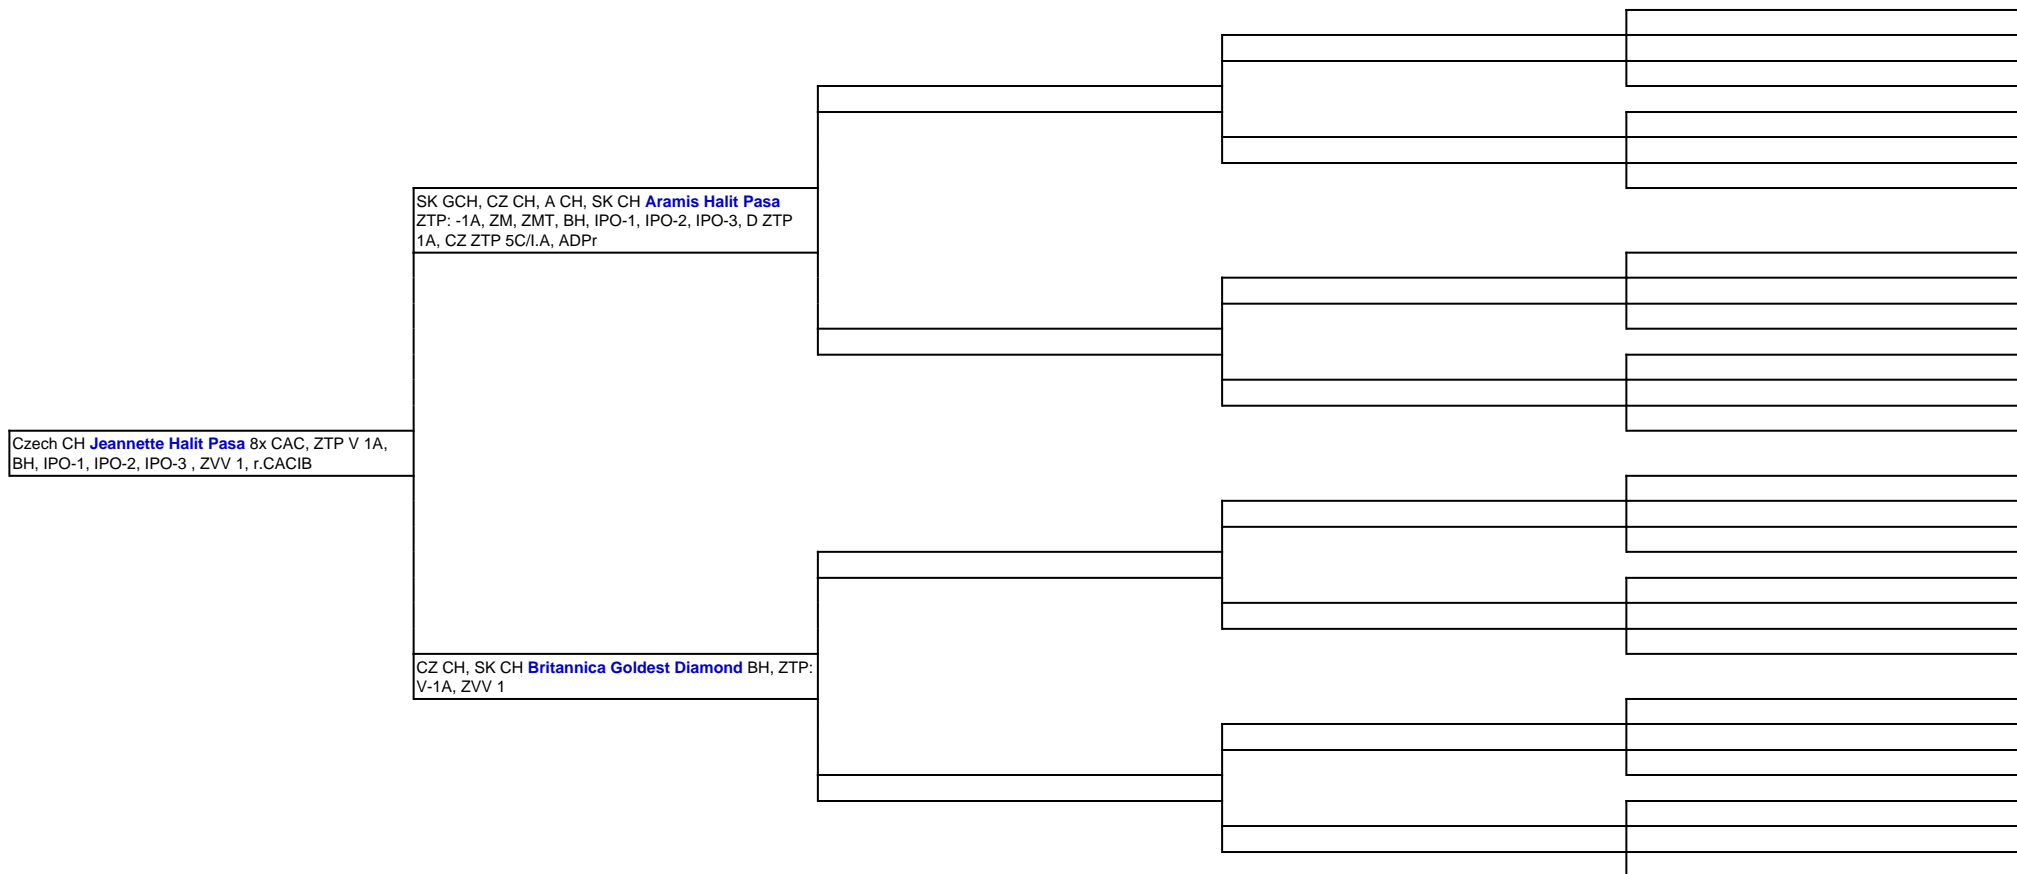 SK GCH, CZ CH, A CH, SK CH Aramis Halit Pasa
ZTP: -1A, ZM, ZMT, BH, IPO-1, IPO-2, IPO-3, D ZTP
1A, CZ ZTP 5C/I.A, ADPr
Czech CH Jeannette Halit Pasa 8x CAC, ZTP V 1A,
BH, IPO-1, IPO-2, IPO-3 , ZVV 1, r.CACIB
CZ CH, SK CH Britannica Goldest Diamond BH, ZTP:
V-1A, ZVV 1